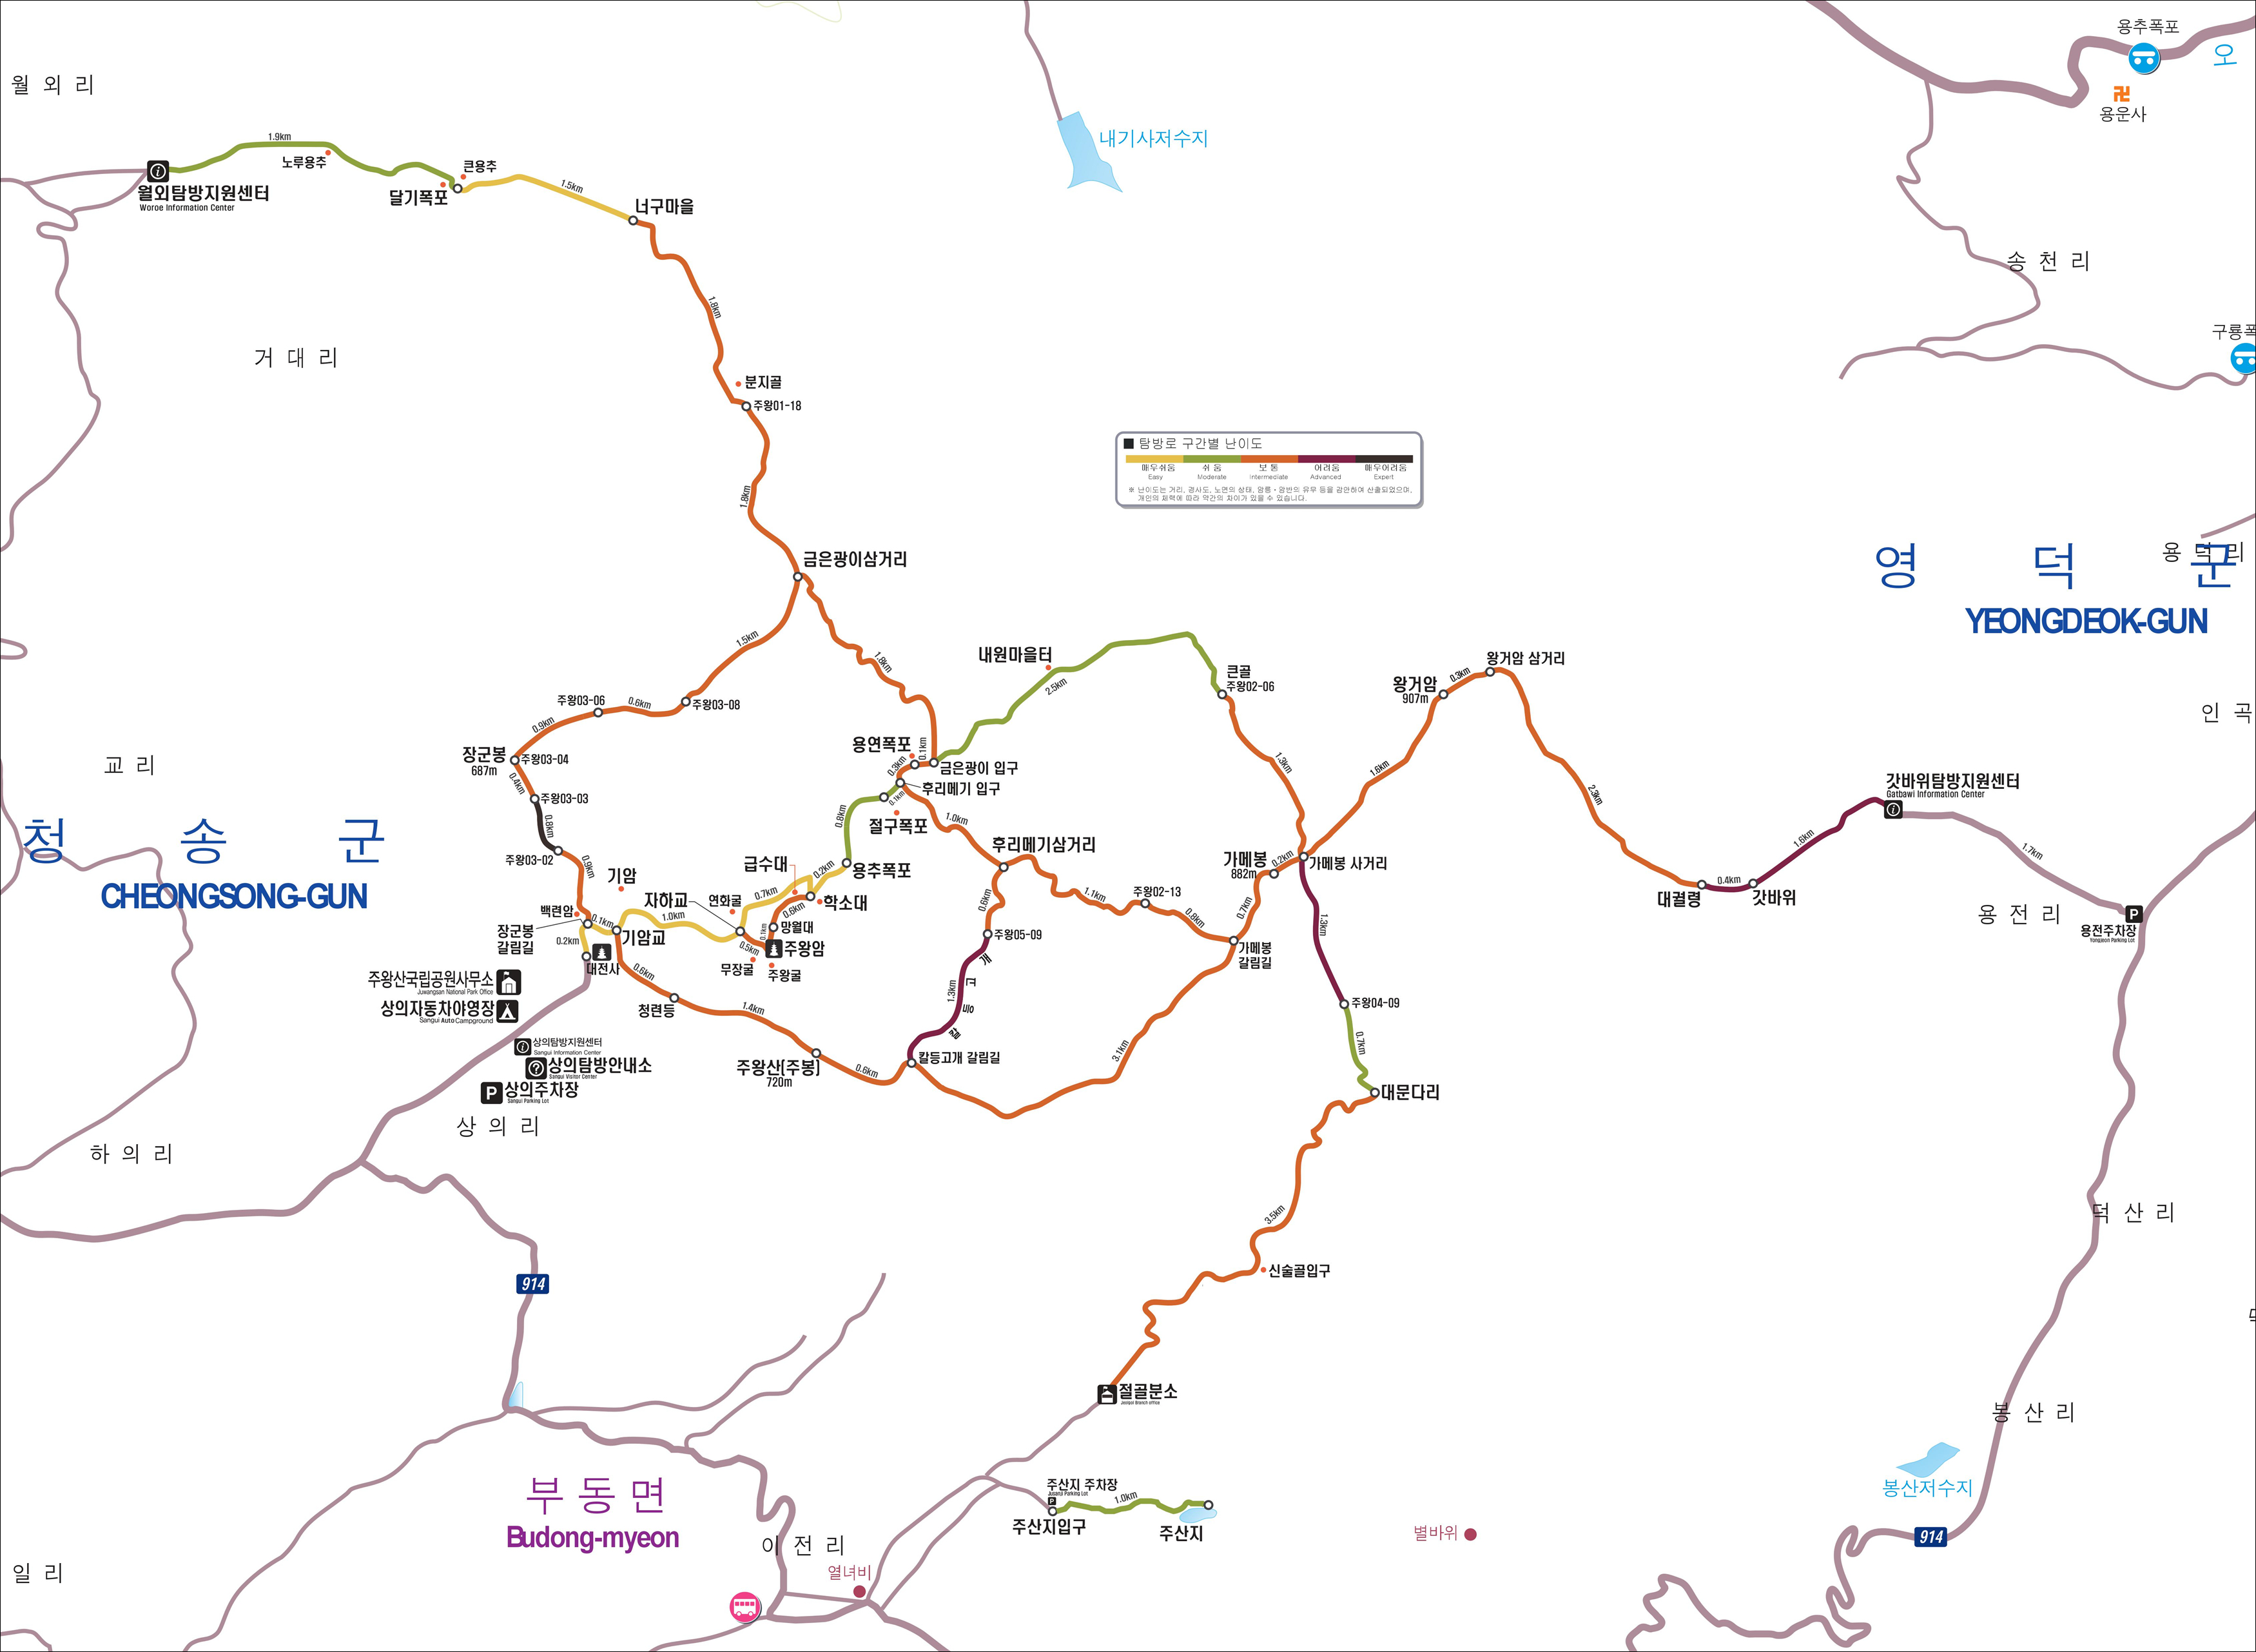 용추폭포
오
용운사
월 외 리
내기사저수지
1.9km
노루용추
큰용추
월외탐방지원센터
Woroe Information Center
달기폭포
1.5km
너구마을
송 천 리
1.8km
구룡폭
거 대 리
분지골
주왕01-18
■ 탐방로 구간별 난이도
매우쉬움 쉬 움 보 통 어려움 매우어려움
Easy Moderate Intermediate Advanced Expert
※ 난이도는 거리, 경사도, 노면의 상태, 암릉·암반의 유무 등을 감안하여 산출되었으며,
개인의 체력에 따라 약간의 차이가 있을 수 있습니다.
1.8km
금은광이삼거리
영 덕 군
YEONGDEOK-GUN
용 덕 리
1.5km
1.8km
내원마을터
2.5km
큰골
주왕02-06
왕거암 삼거리
0.3km
왕거암
907m
주왕03-06
0.6km
주왕03-08
0.9km
인 곡
장군봉
687m
주왕03-04
0.4km
주왕03-03
0.8km
주왕03-02
0.9km
용연폭포
0.1km
0.3km
금은광이 입구
후리메기 입구
0.1km
절구폭포
0.8km
1.0km
1.3km
1.6km
2.3km
갓바위탐방지원센터
Gatbawi Information Center
1.7km
1.6km
교 리
청 송 군
CHEONGSONG-GUN
후리메기삼거리
가메봉
882m
0.2km
가메봉 사거리
급수대
0.2km
용추폭포
기암
자하교
연화굴
0.7km
학소대
0.6km
망월대
0.1km
주왕암
0.5km
무장굴
주왕굴
1.0km
백련암
0.1km
기암교
장군봉
갈림길
0.2km
대전사
0.6km
주왕05-09
1.1km
주왕02-13
0.8km
0.7km
가메봉
갈림길
대궐령
0.4km
갓바위
용 전 리
용전주차장
Yongjeon Parking Lot
P
주왕산국립공원사무소
Juwangsan National Park Office
상의자동차야영장
Sangui Auto Campground
0.6km
청련등
1.4km
1.3km
칼 등 고 개
1.3km
주왕04-09
0.7km
상의탐방지원센터
Sangui Information Center
상의탐방안내소
Sangui Visitor Center
P
상의주차장
Sangui Parking Lot
주왕산(주봉)
720m
0.6km
칼등고개 갈림길
3.1km
대문다리
상 의 리
하 의 리
덕 산 리
3.5km
신술골입구
914
절골분소
Jeolgol Branch office
봉 산 리
봉산저수지
부 동 면
Budong-myeon
주산지 주차장
Jusanji Parking Lot
P
1.0km
주산지입구
주산지
별바위
914
이 전 리
일 리
열녀비